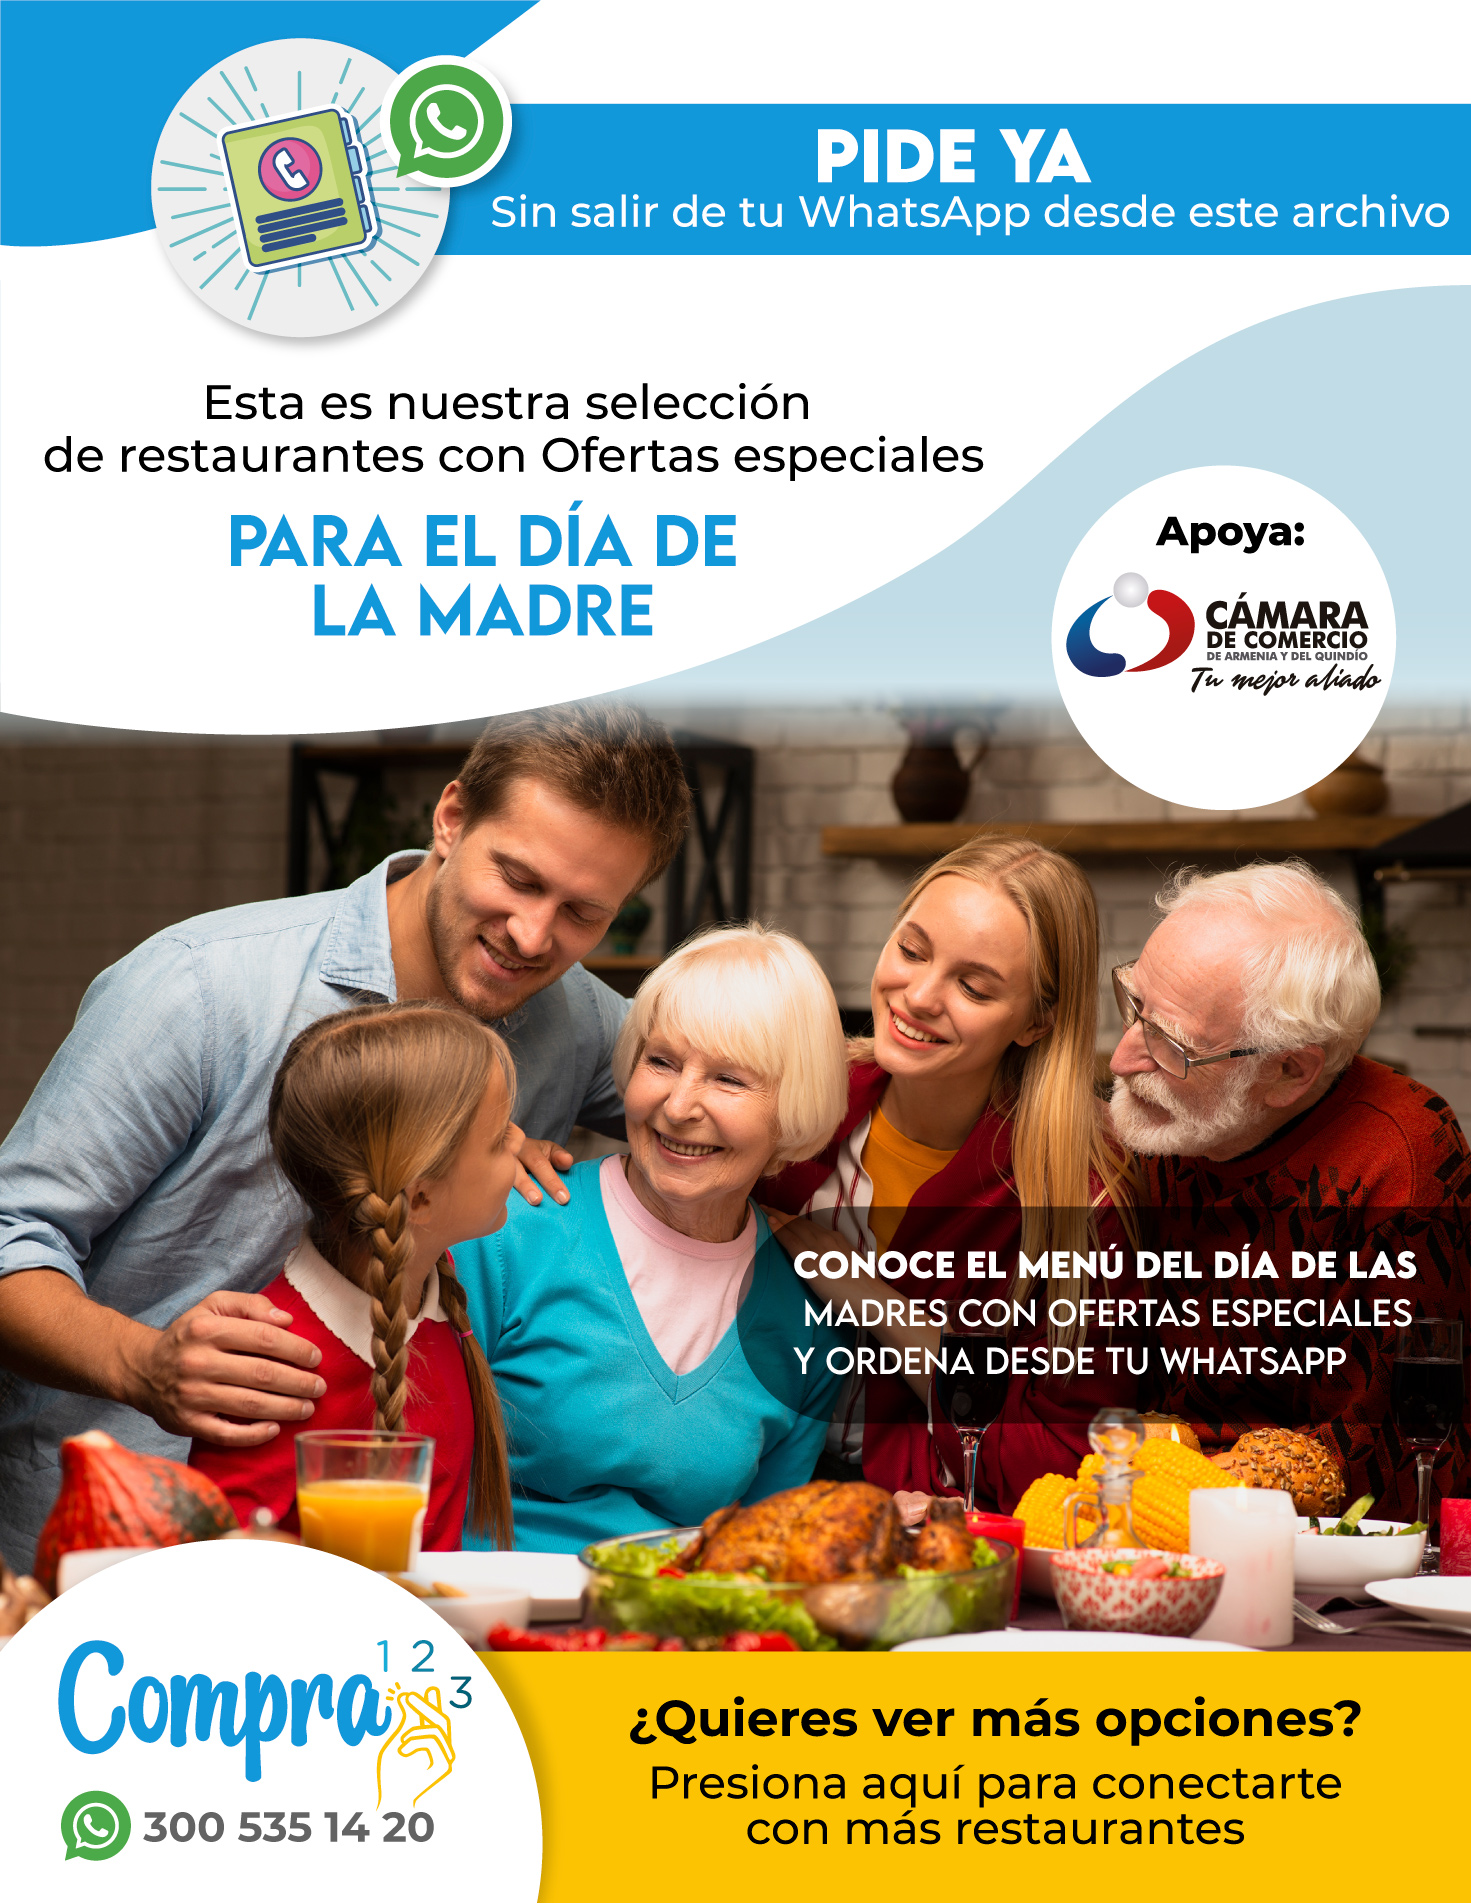 PIDE YA
Sin salir de tu WhatsApp desde este archivo
Esta es nuestra selección
de restaurantes con Ofertas especiales
PARA EL DÍA DE
LA MADRE
Apoya:
CÁMARA
DE COMERCIO
DE ARMENIA Y DEL QUINDÍO
Tu mejor aliado
CONOCE EL MENÚ DEL DÍA DE LAS
MADRES CON OFERTAS ESPECIALES
Y ORDENA DESDE TU WHATSAPP
Compra 1 2 3
300 535 14 20
¿Quieres ver más opciones?
Presiona aquí para conectarte
con más restaurantes